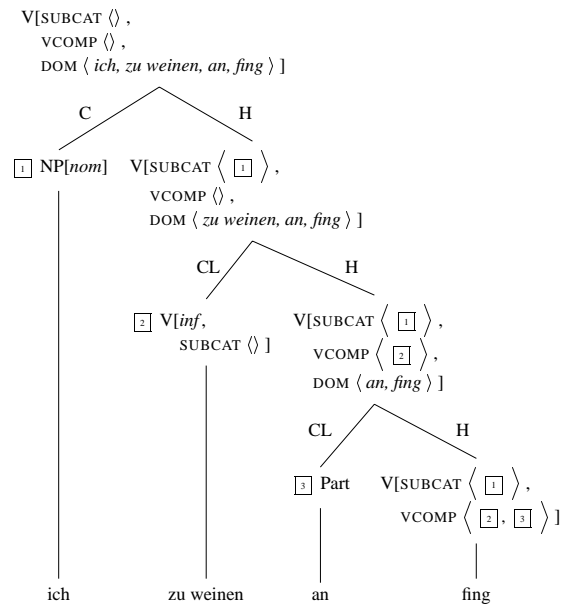 V[SUBCAT ⟨⟩ ,
VCOMP ⟨⟩ ,
DOM ⟨ ich, zu weinen, an, fing ⟩ ]
C H
1 NP[nom] V[SUBCAT ⟨ 1 ⟩ ,
VCOMP ⟨⟩ ,
DOM ⟨ zu weinen, an, fing ⟩ ]
CL H
2 V[inf, V[SUBCAT ⟨ 1 ⟩ ,
SUBCAT ⟨⟩ ] VCOMP ⟨ 2 ⟩ ,
DOM ⟨ an, fing ⟩ ]
CL H
3 Part V[SUBCAT ⟨ 1 ⟩ ,
VCOMP ⟨ 2 , 3 ⟩ ]
ich zu weinen an fing